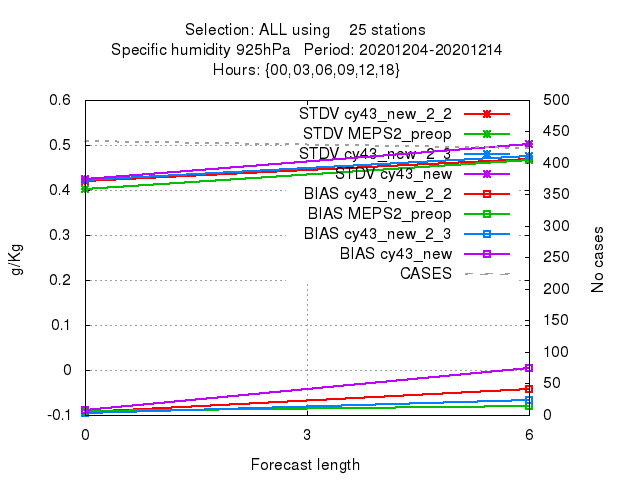 Selection: ALL using    25 stations
Specific humidity 925hPa   Period: 20201204-20201214
Hours: {00,03,06,09,12,18}
0.6
0.5
0.4
0.3
0.2
0.1
0
-0.1
g/Kg
STDV cy43_new_2_2
STDV MEPS2_preop
STDV cy43_new_2_3
STDV cy43_new
BIAS cy43_new_2_2
BIAS MEPS2_preop
BIAS cy43_new_2_3
BIAS cy43_new
CASES
500
450
400
350
300
250
200
150
100
50
0
No cases
0 3 6
Forecast length